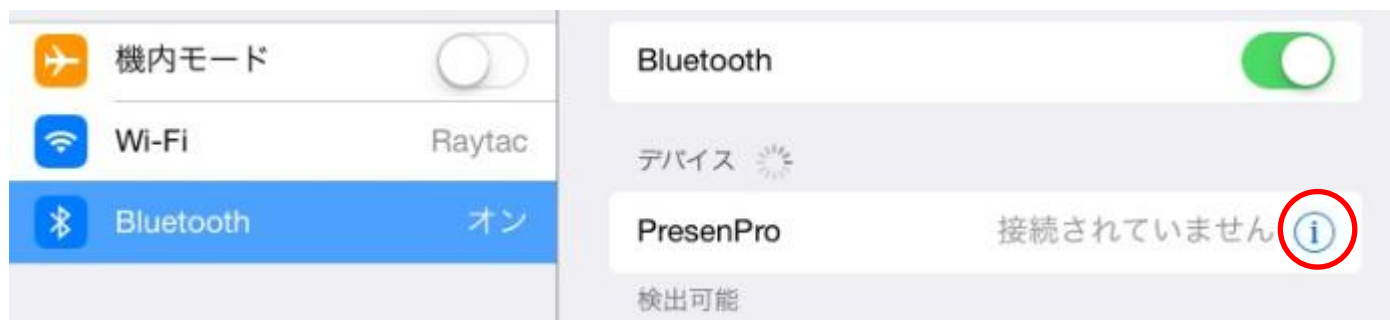 機内モード
Wi-Fi Raytac
Bluetooth オン
Bluetooth
デバイス
PresenPro 接続されていません i
検出可能